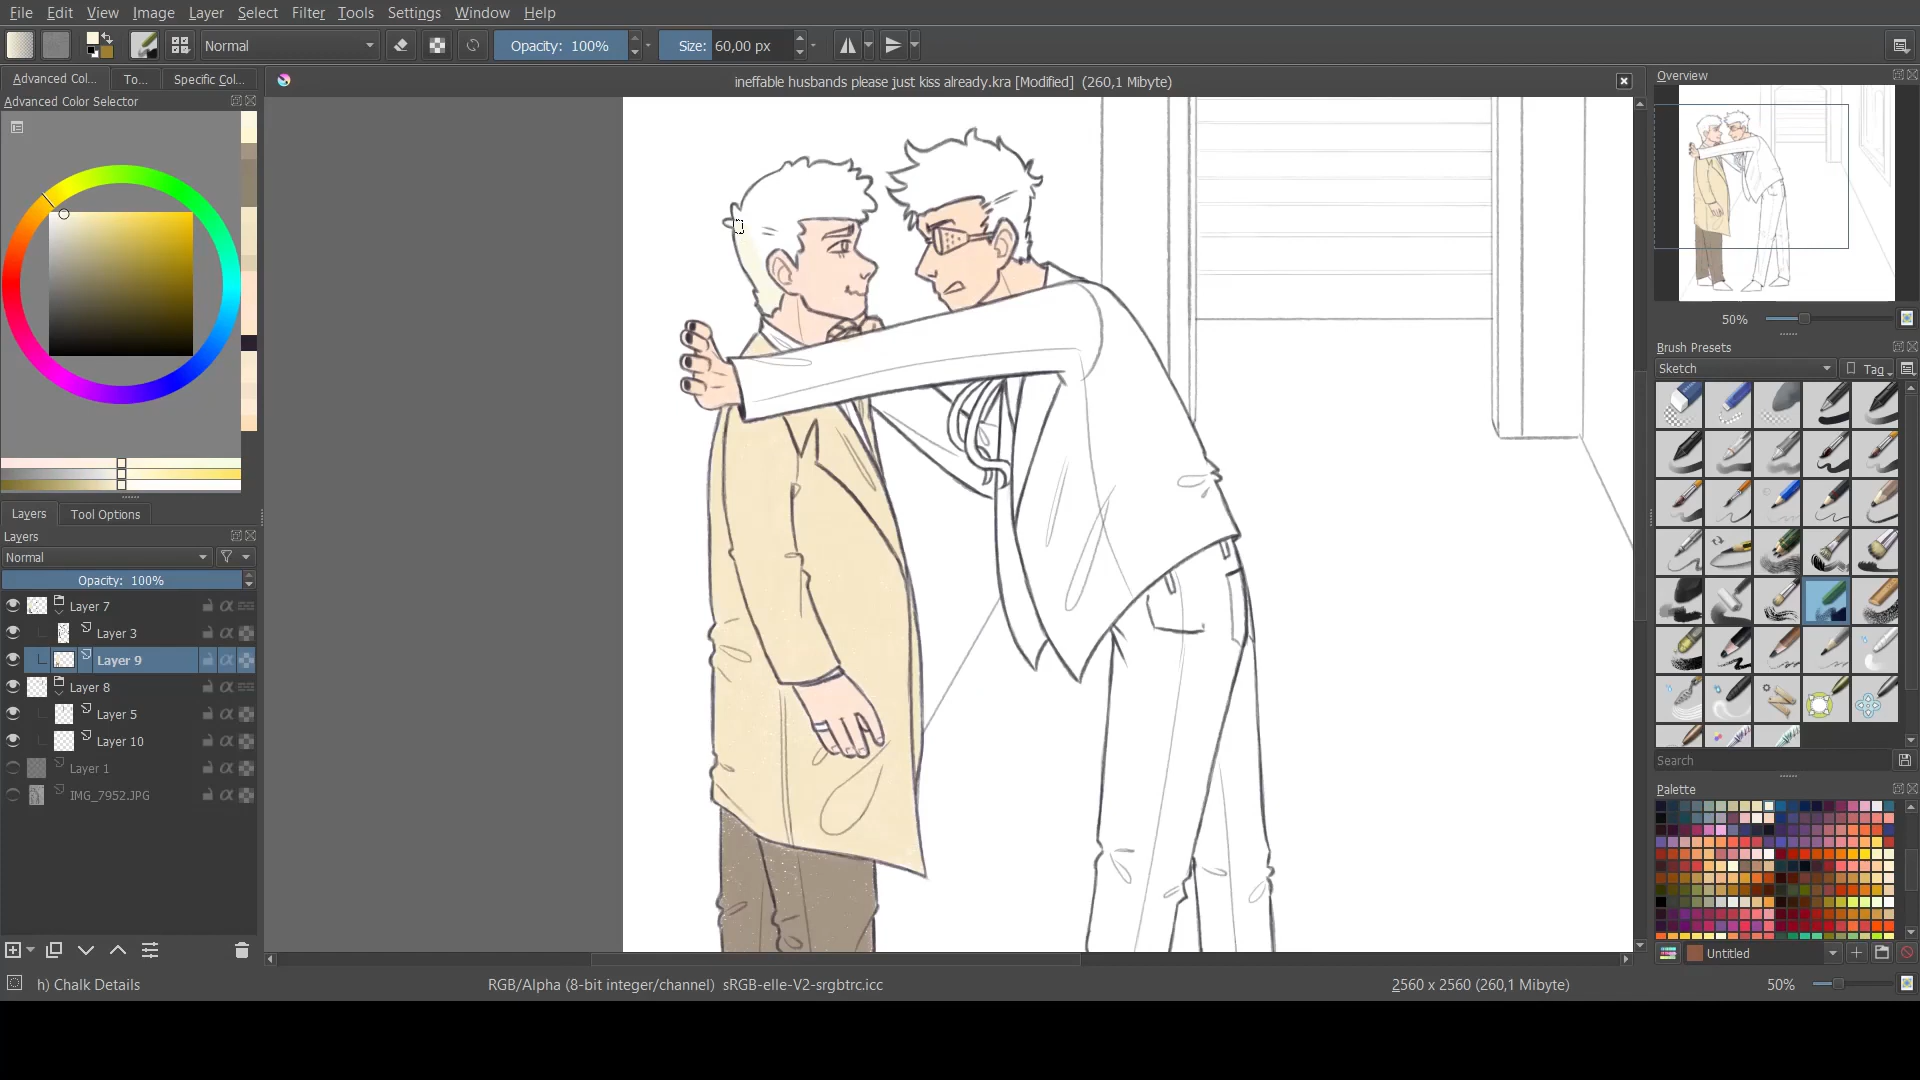 File Edit View Image Layer Select Filter Tools Settings Window Help
Normal Opacity: 100% Size: 60,00 px
Advanced Col... To... Specific Col...
ineffable husbands please just kiss already.kra [Modified] (260,1 Mibyte)
Overview
Advanced Color Selector
50%
Brush Presets
Sketch Tag
Layers Tool Options
Layers
Normal
Opacity: 100%
Layer 7
Layer 3
Layer 9
Layer 8
Layer 5
Layer 10
Layer 1
IMG_7952.JPG
Search
Palette
Untitled
h) Chalk Details RGB/Alpha (8-bit integer/channel) sRGB-elle-V2-srgbtrc.icc 2560 x 2560 (260,1 Mibyte) 50%